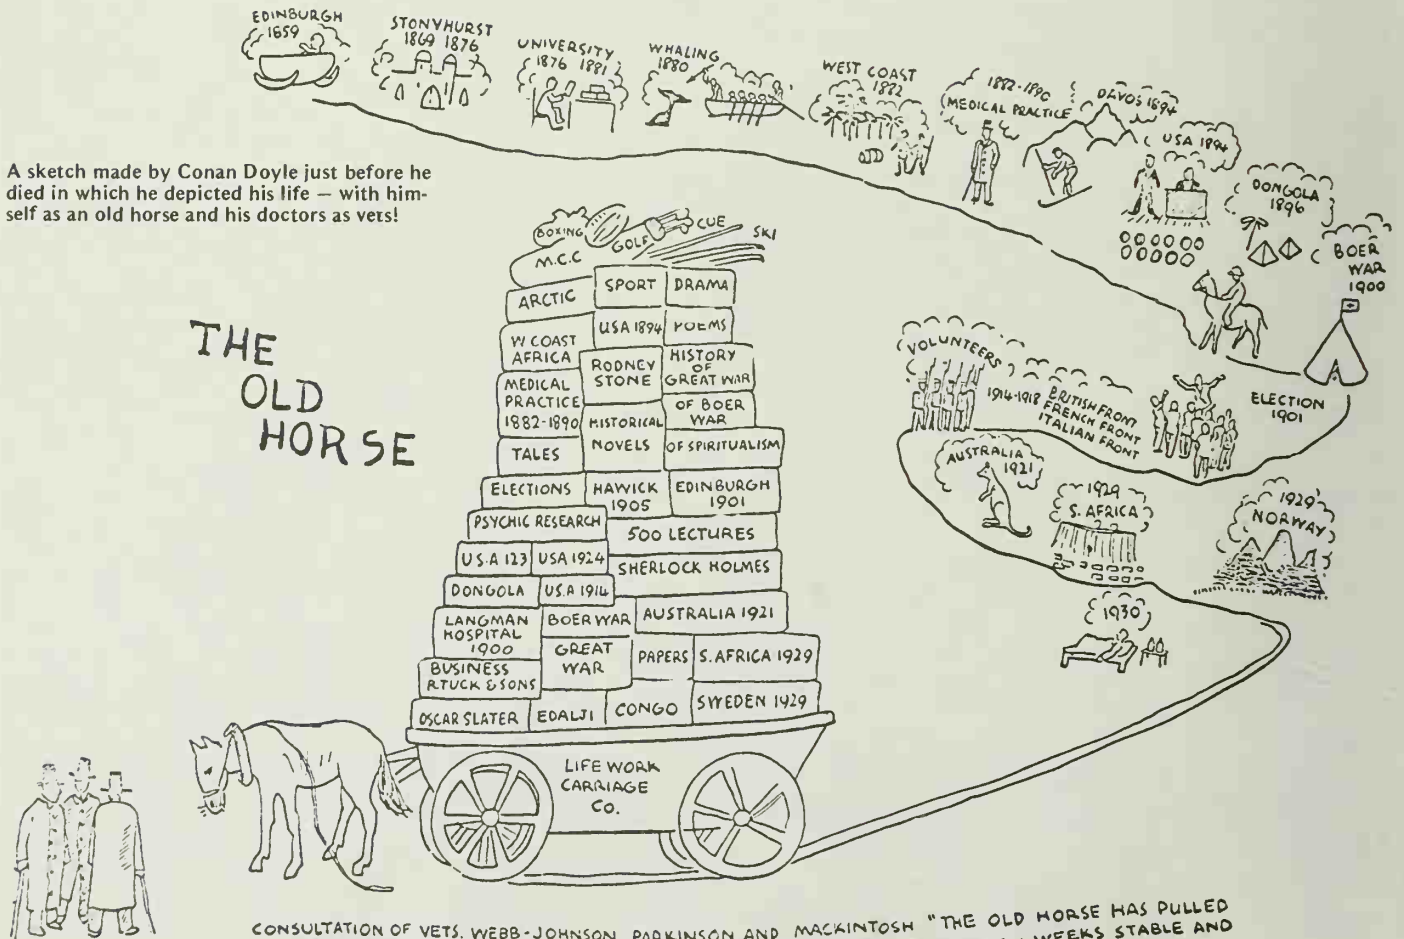 EDINBURGH
1859
STONYHURST
1869 1876
UNIVERSITY
1876 1881
WHALING
1880
WEST COAST
1882
1882-1890
MEDICAL PRACTICE
DAVOS 1894
USA 1894
DONGOLA
1896
BOER
WAR
1900
A sketch made by Conan Doyle just before he
died in which he depicted his life — with him-
self as an old horse and his doctors as vets!
THE
OLD
HORSE
BOXING
GOLF
CUE
SKI
M.C.C
ARCTIC
SPORT
DRAMA
W COAST
AFRICA
USA 1894
POEMS
MEDICAL
PRACTICE
1882-1890
RODNEY
STONE
HISTORY
OF
GREAT WAR
HISTORICAL
NOVELS
OF BOER
WAR
TALES
OF SPIRITUALISM
ELECTIONS
HAWICK
1905
EDINBURGH
1901
PSYCHIC RESEARCH
500 LECTURES
U.S.A 123
USA 1924
SHERLOCK HOLMES
DONGOLA
U.S.A 1914
LANGMAN
HOSPITAL
1900
BOER WAR
AUSTRALIA 1921
GREAT
WAR
PAPERS
S. AFRICA 1929
BUSINESS
R.TUCK & SONS
OSCAR SLATER
EDALJI
CONGO
SWEDEN 1929
LIFE WORK
CARRIAGE
Co.
VOLUNTEERS
1914-1918
BRITISH FRONT
FRENCH FRONT
ITALIAN FRONT
ELECTION
1901
AUSTRALIA
1921
1929
S. AFRICA
1929
NORWAY
1930
CONSULTATION OF VETS. WEBB-JOHNSON, PARKINSON AND MACKINTOSH "THE OLD HORSE HAS PULLED
WEEKS STABLE AND